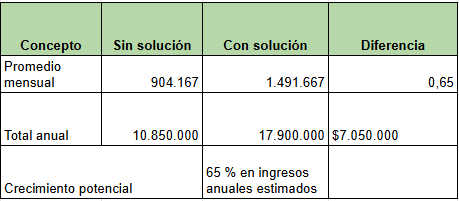 Concepto Sin solución Con solución Diferencia
Promedio
mensual 904.167 1.491.667 0,65
Total anual 10.850.000 17.900.000 $7.050.000
65 % en ingresos
Crecimiento potencial anuales estimados